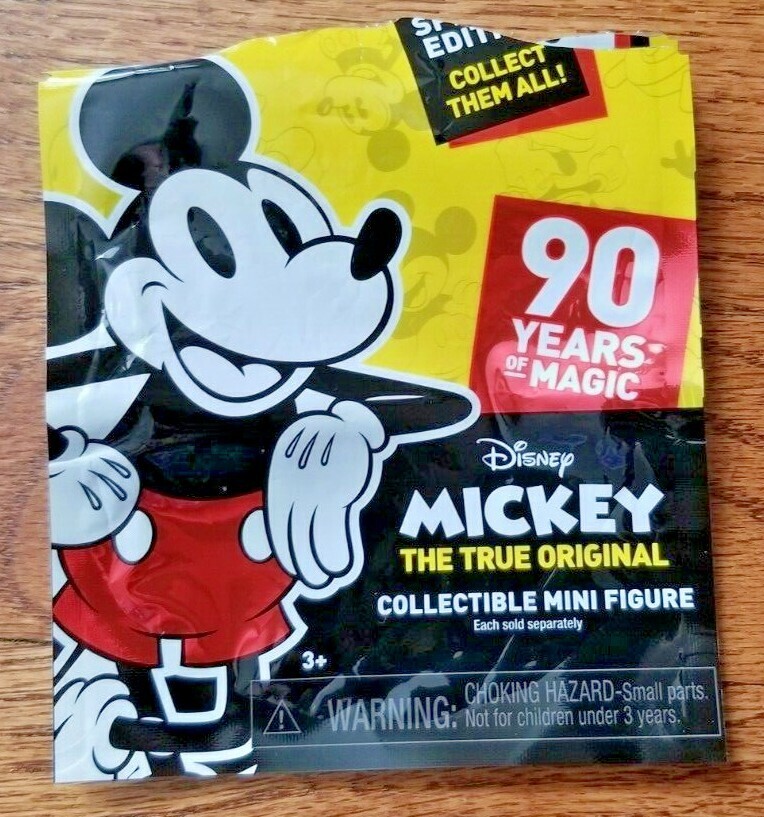 COLLECT
THEM ALL!
90
YEARS
OF MAGIC
Disney
MICKEY
THE TRUE ORIGINAL
COLLECTIBLE MINI FIGURE
Each sold separately
3+
WARNING: CHOKING HAZARD-Small parts.
Not for children under 3 years.